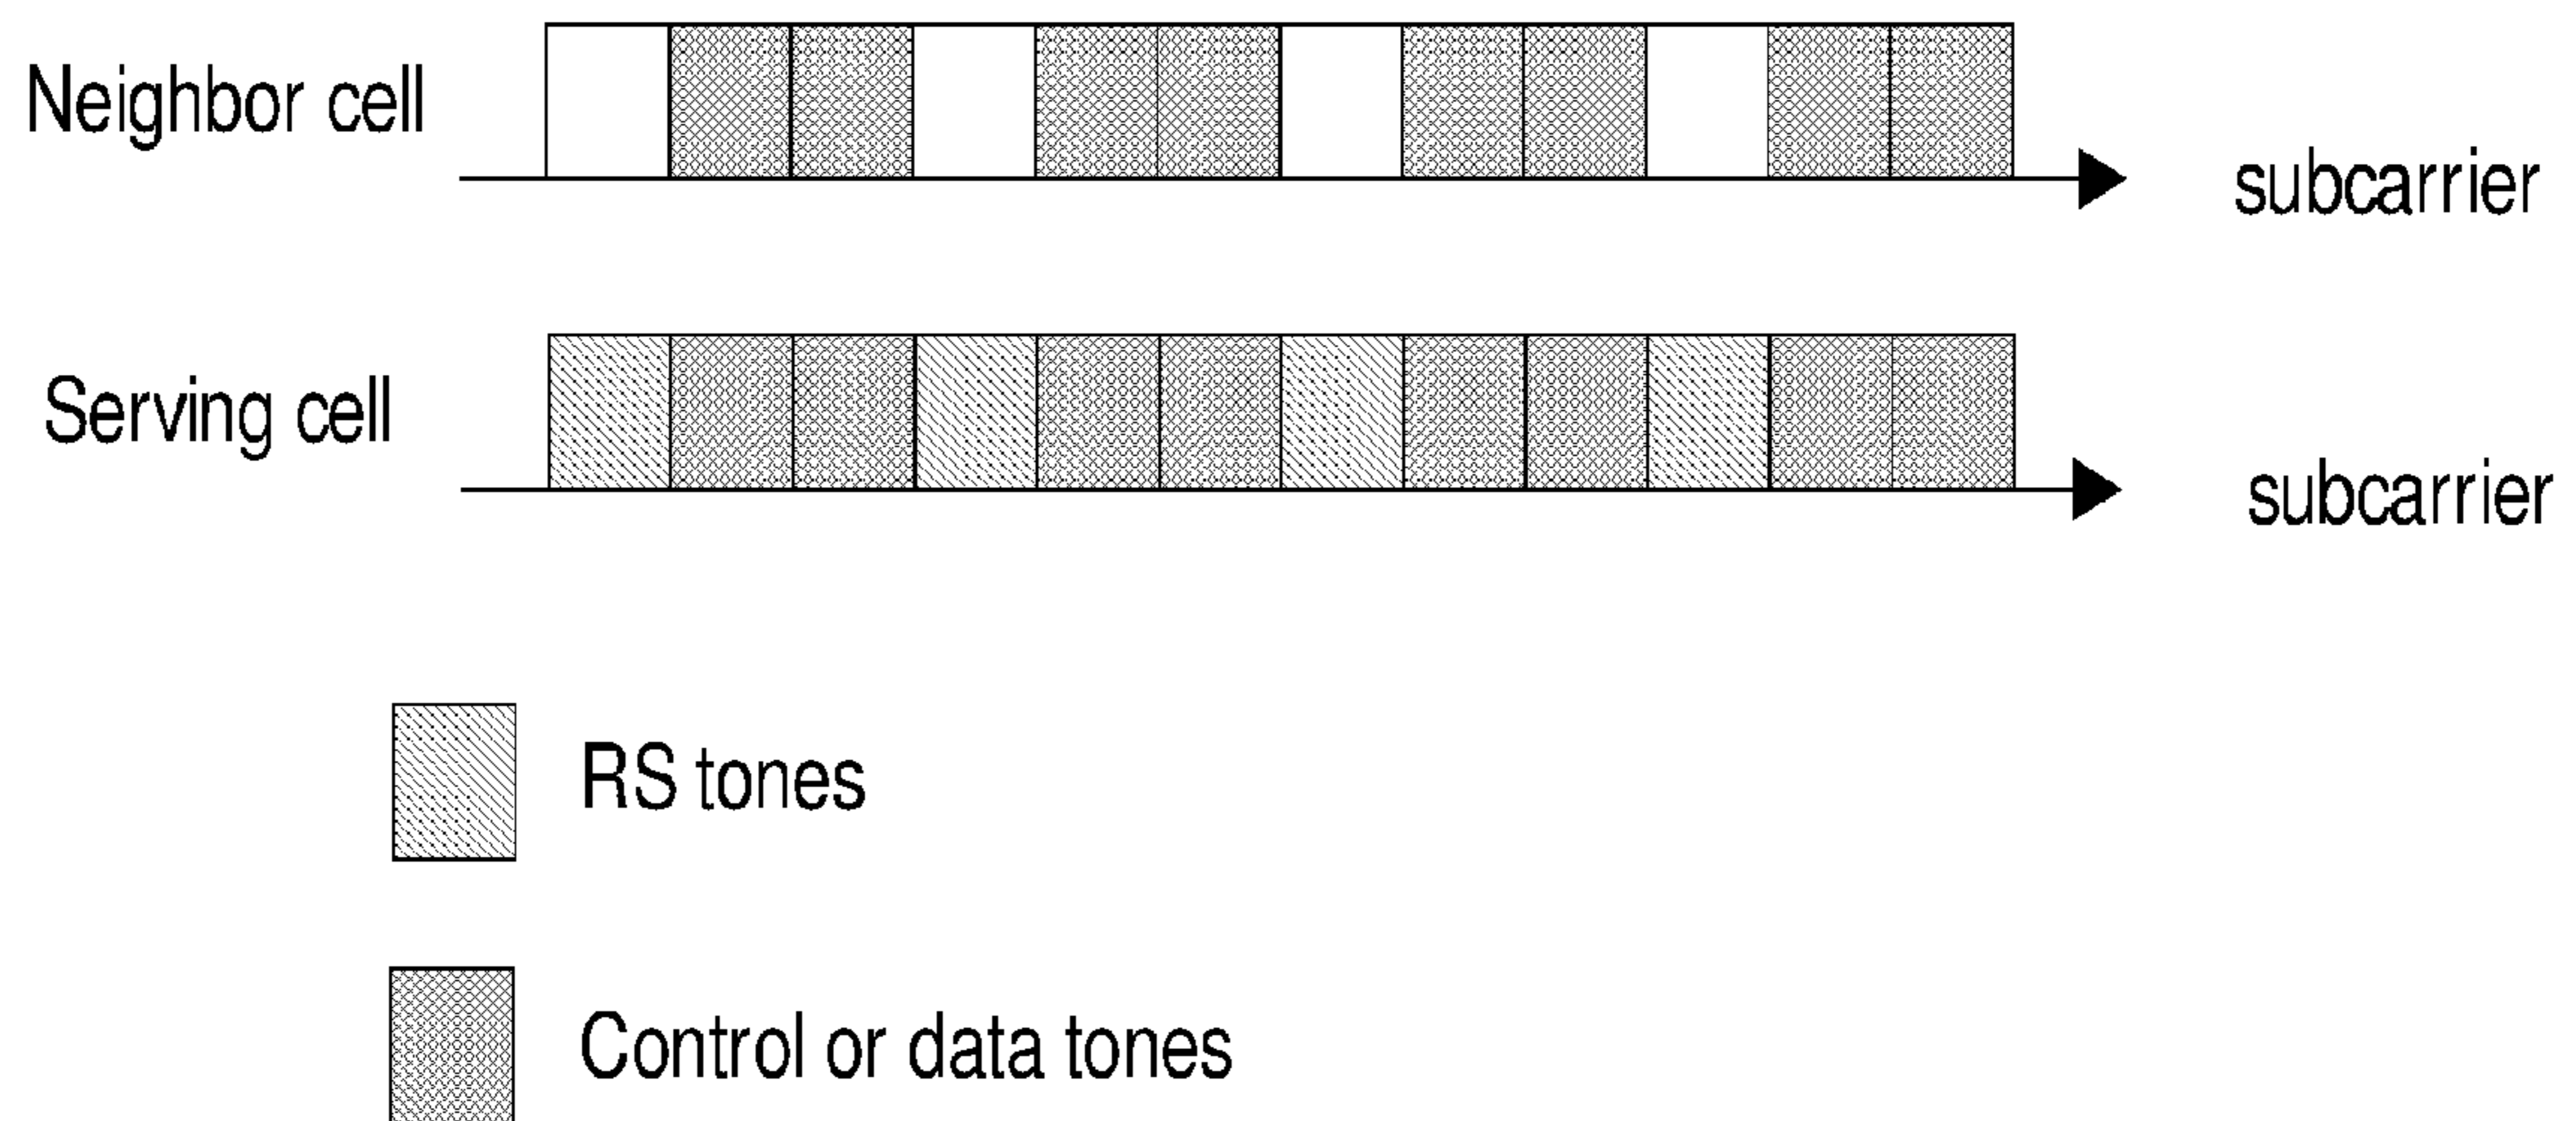 Neighbor cell
subcarrier
Serving cell
subcarrier
RS tones
Control or data tones